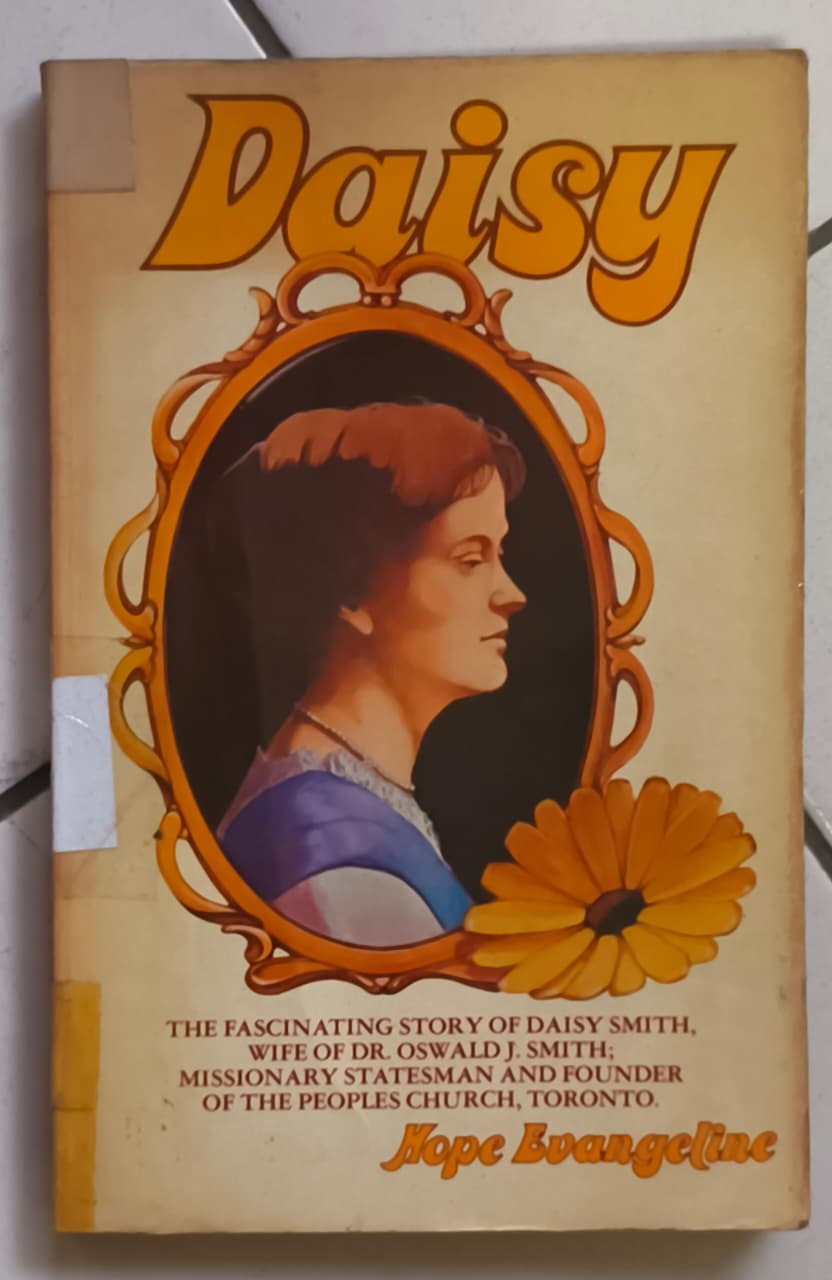 Daisy
THE FASCINATING STORY OF DAISY SMITH,
WIFE OF DR. OSWALD J. SMITH;
MISSIONARY STATESMAN AND FOUNDER
OF THE PEOPLES CHURCH, TORONTO.
Hope Evangeline